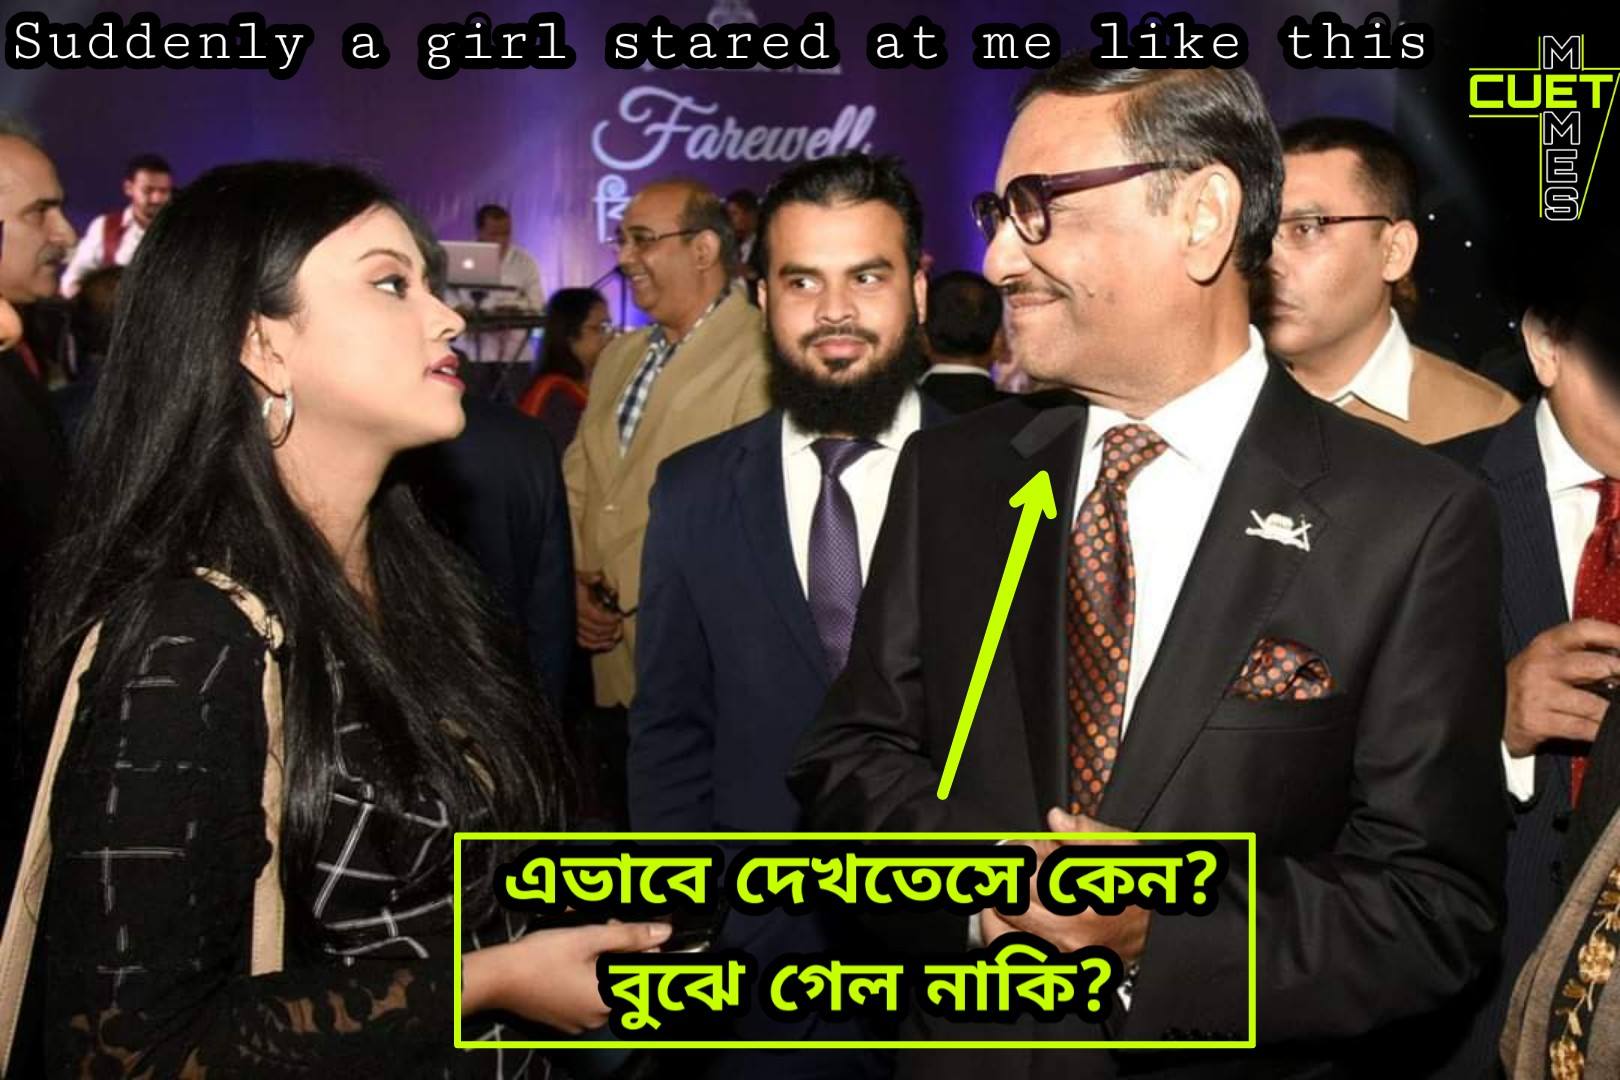 Suddenly a girl stared at me like this
CUET
MEMES
Farewell
এভাবে দেখতেসে কেন?
বুঝে গেল নাকি?